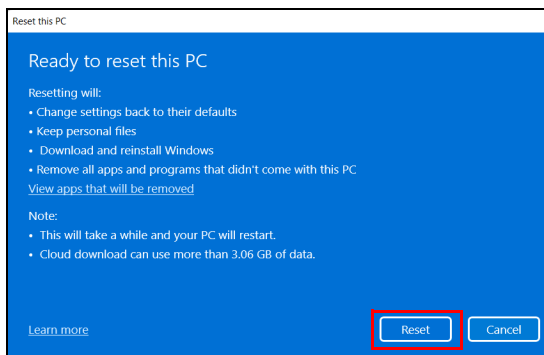 Reset this PC
Ready to reset this PC
Resetting will:
• Change settings back to their defaults
• Keep personal files
• Download and reinstall Windows
• Remove all apps and programs that didn't come with this PC
View apps that will be removed
Note:
• This will take a while and your PC will restart.
• Cloud download can use more than 3.06 GB of data.
Learn more
Reset
Cancel